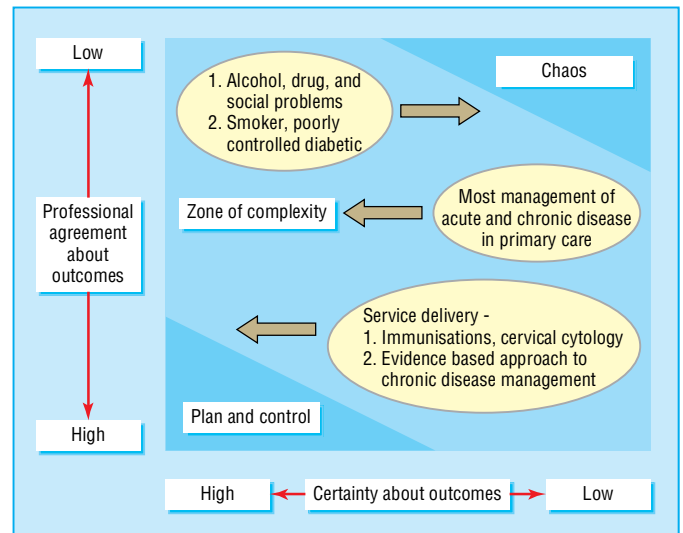 Low
Chaos
1. Alcohol, drug, and
social problems
2. Smoker, poorly
controlled diabetic
Professional
agreement
about
outcomes
Zone of complexity
Most management of
acute and chronic disease
in primary care
Service delivery -
1. Immunisations, cervical cytology
2. Evidence based approach to
chronic disease management
Plan and control
High
High
Certainty about outcomes
Low